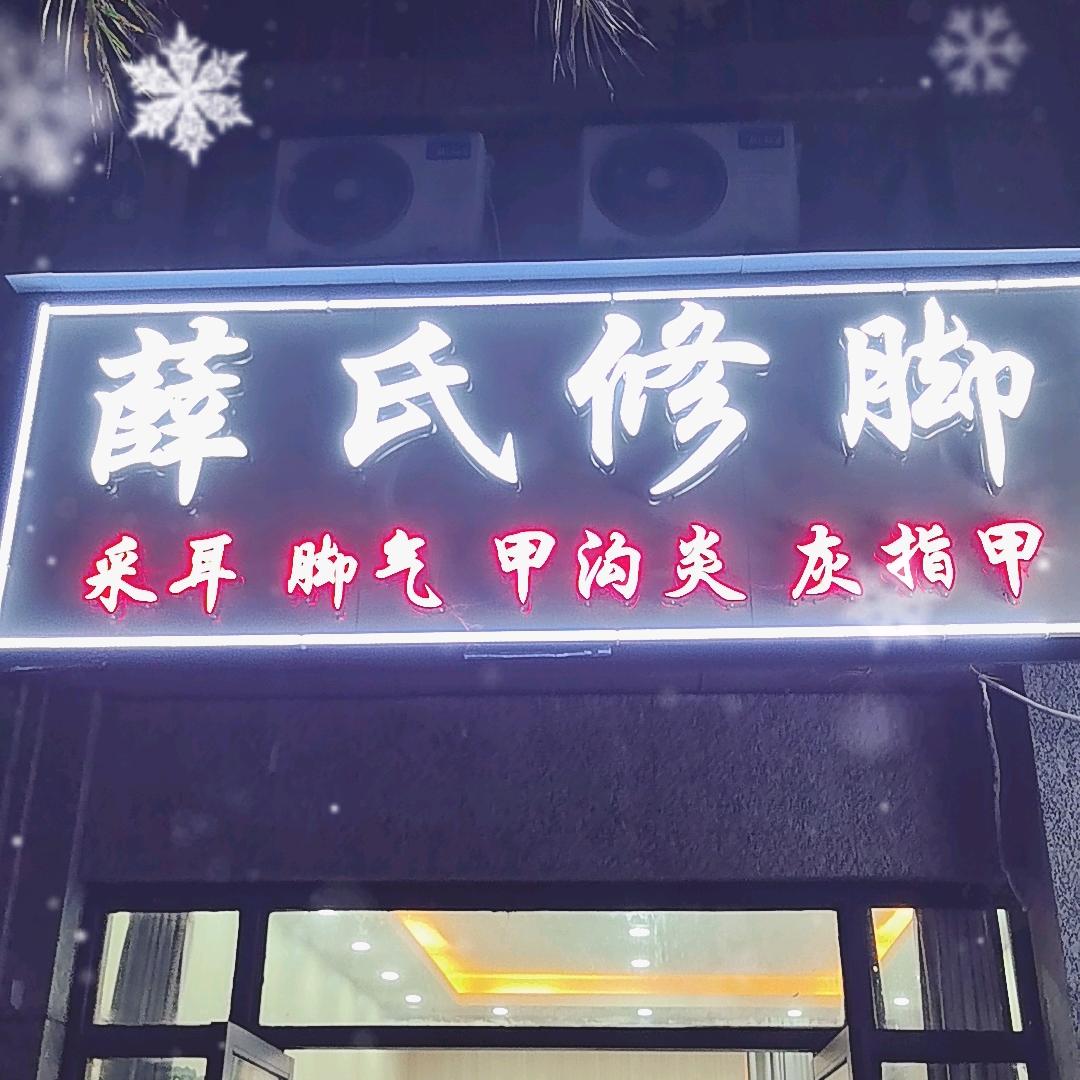 薛氏修脚
采耳 脚气 甲沟炎 灰指甲